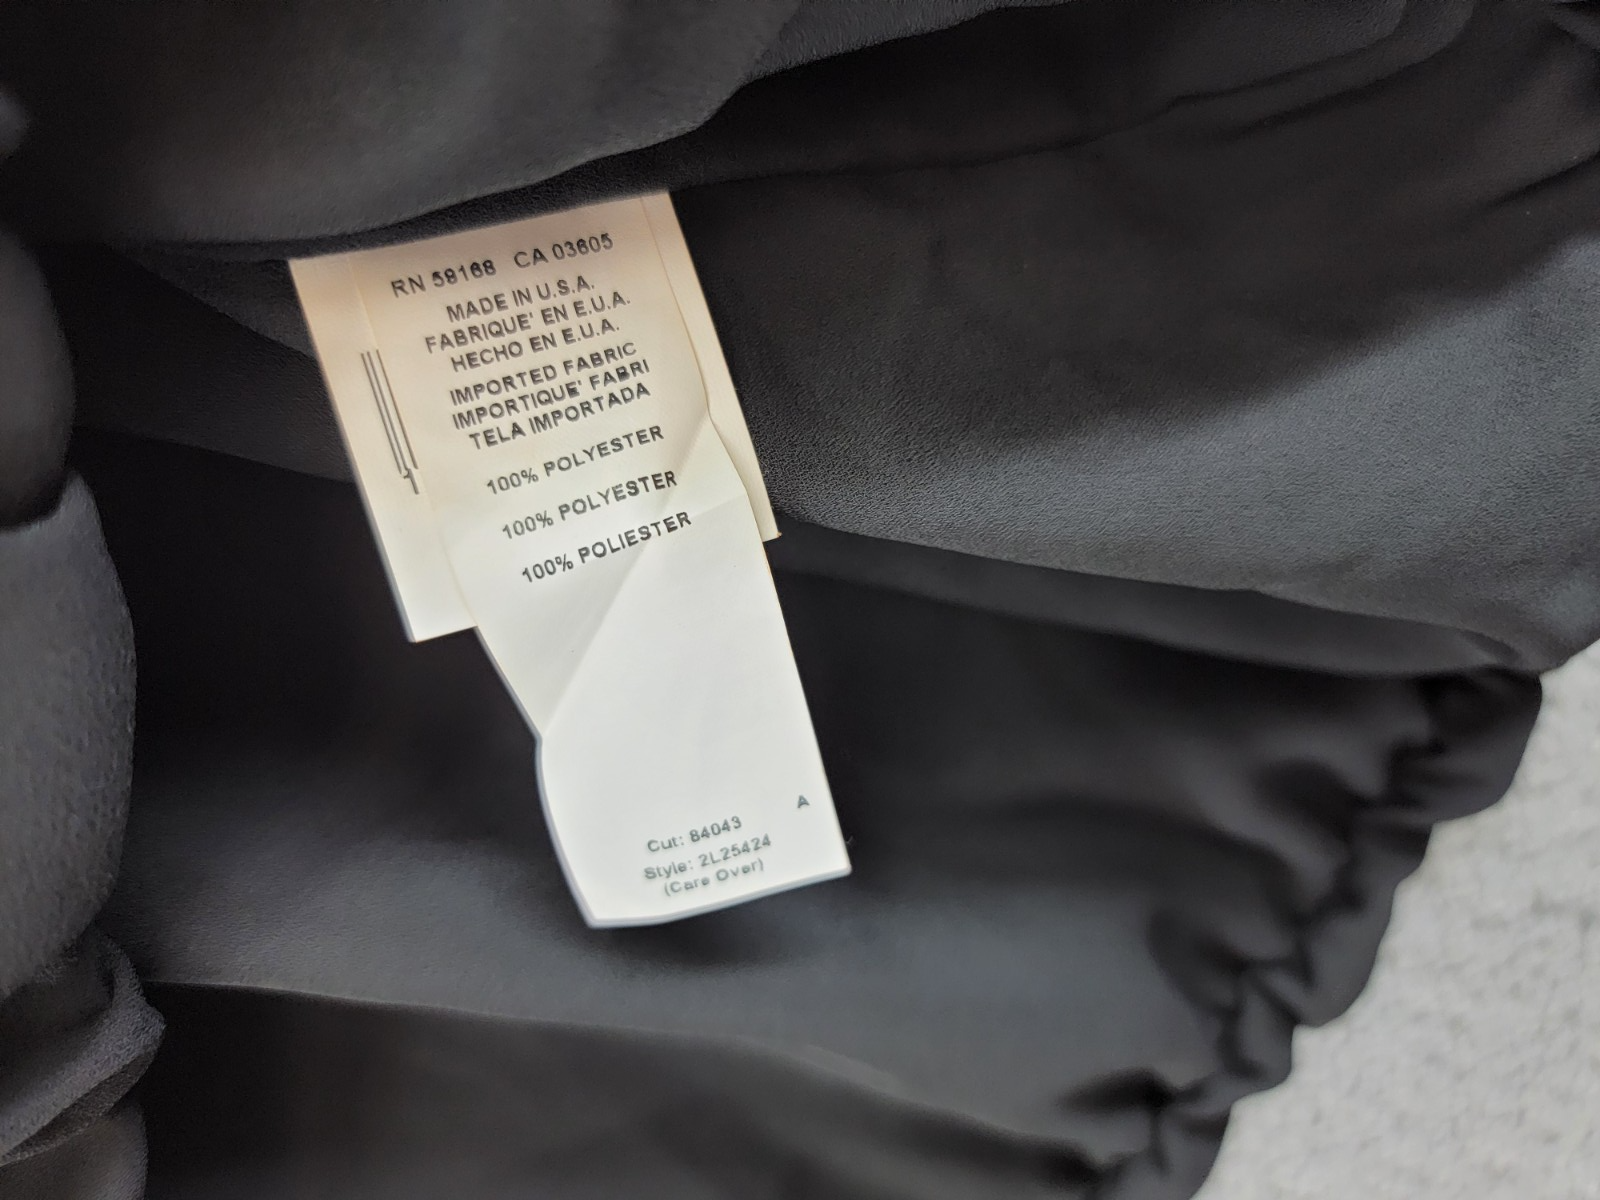 RN 59168 CA 03605
MADE IN U.S.A.
FABRIQUE' EN E.U.A.
HECHO EN E.U.A.
IMPORTED FABRIC
IMPORTIQUE' FABRI
TELA IMPORTADA
100% POLYESTER
100% POLYESTER
100% POLIESTER
A
Cut: 84043
Style: 2L25424
(Care Over)